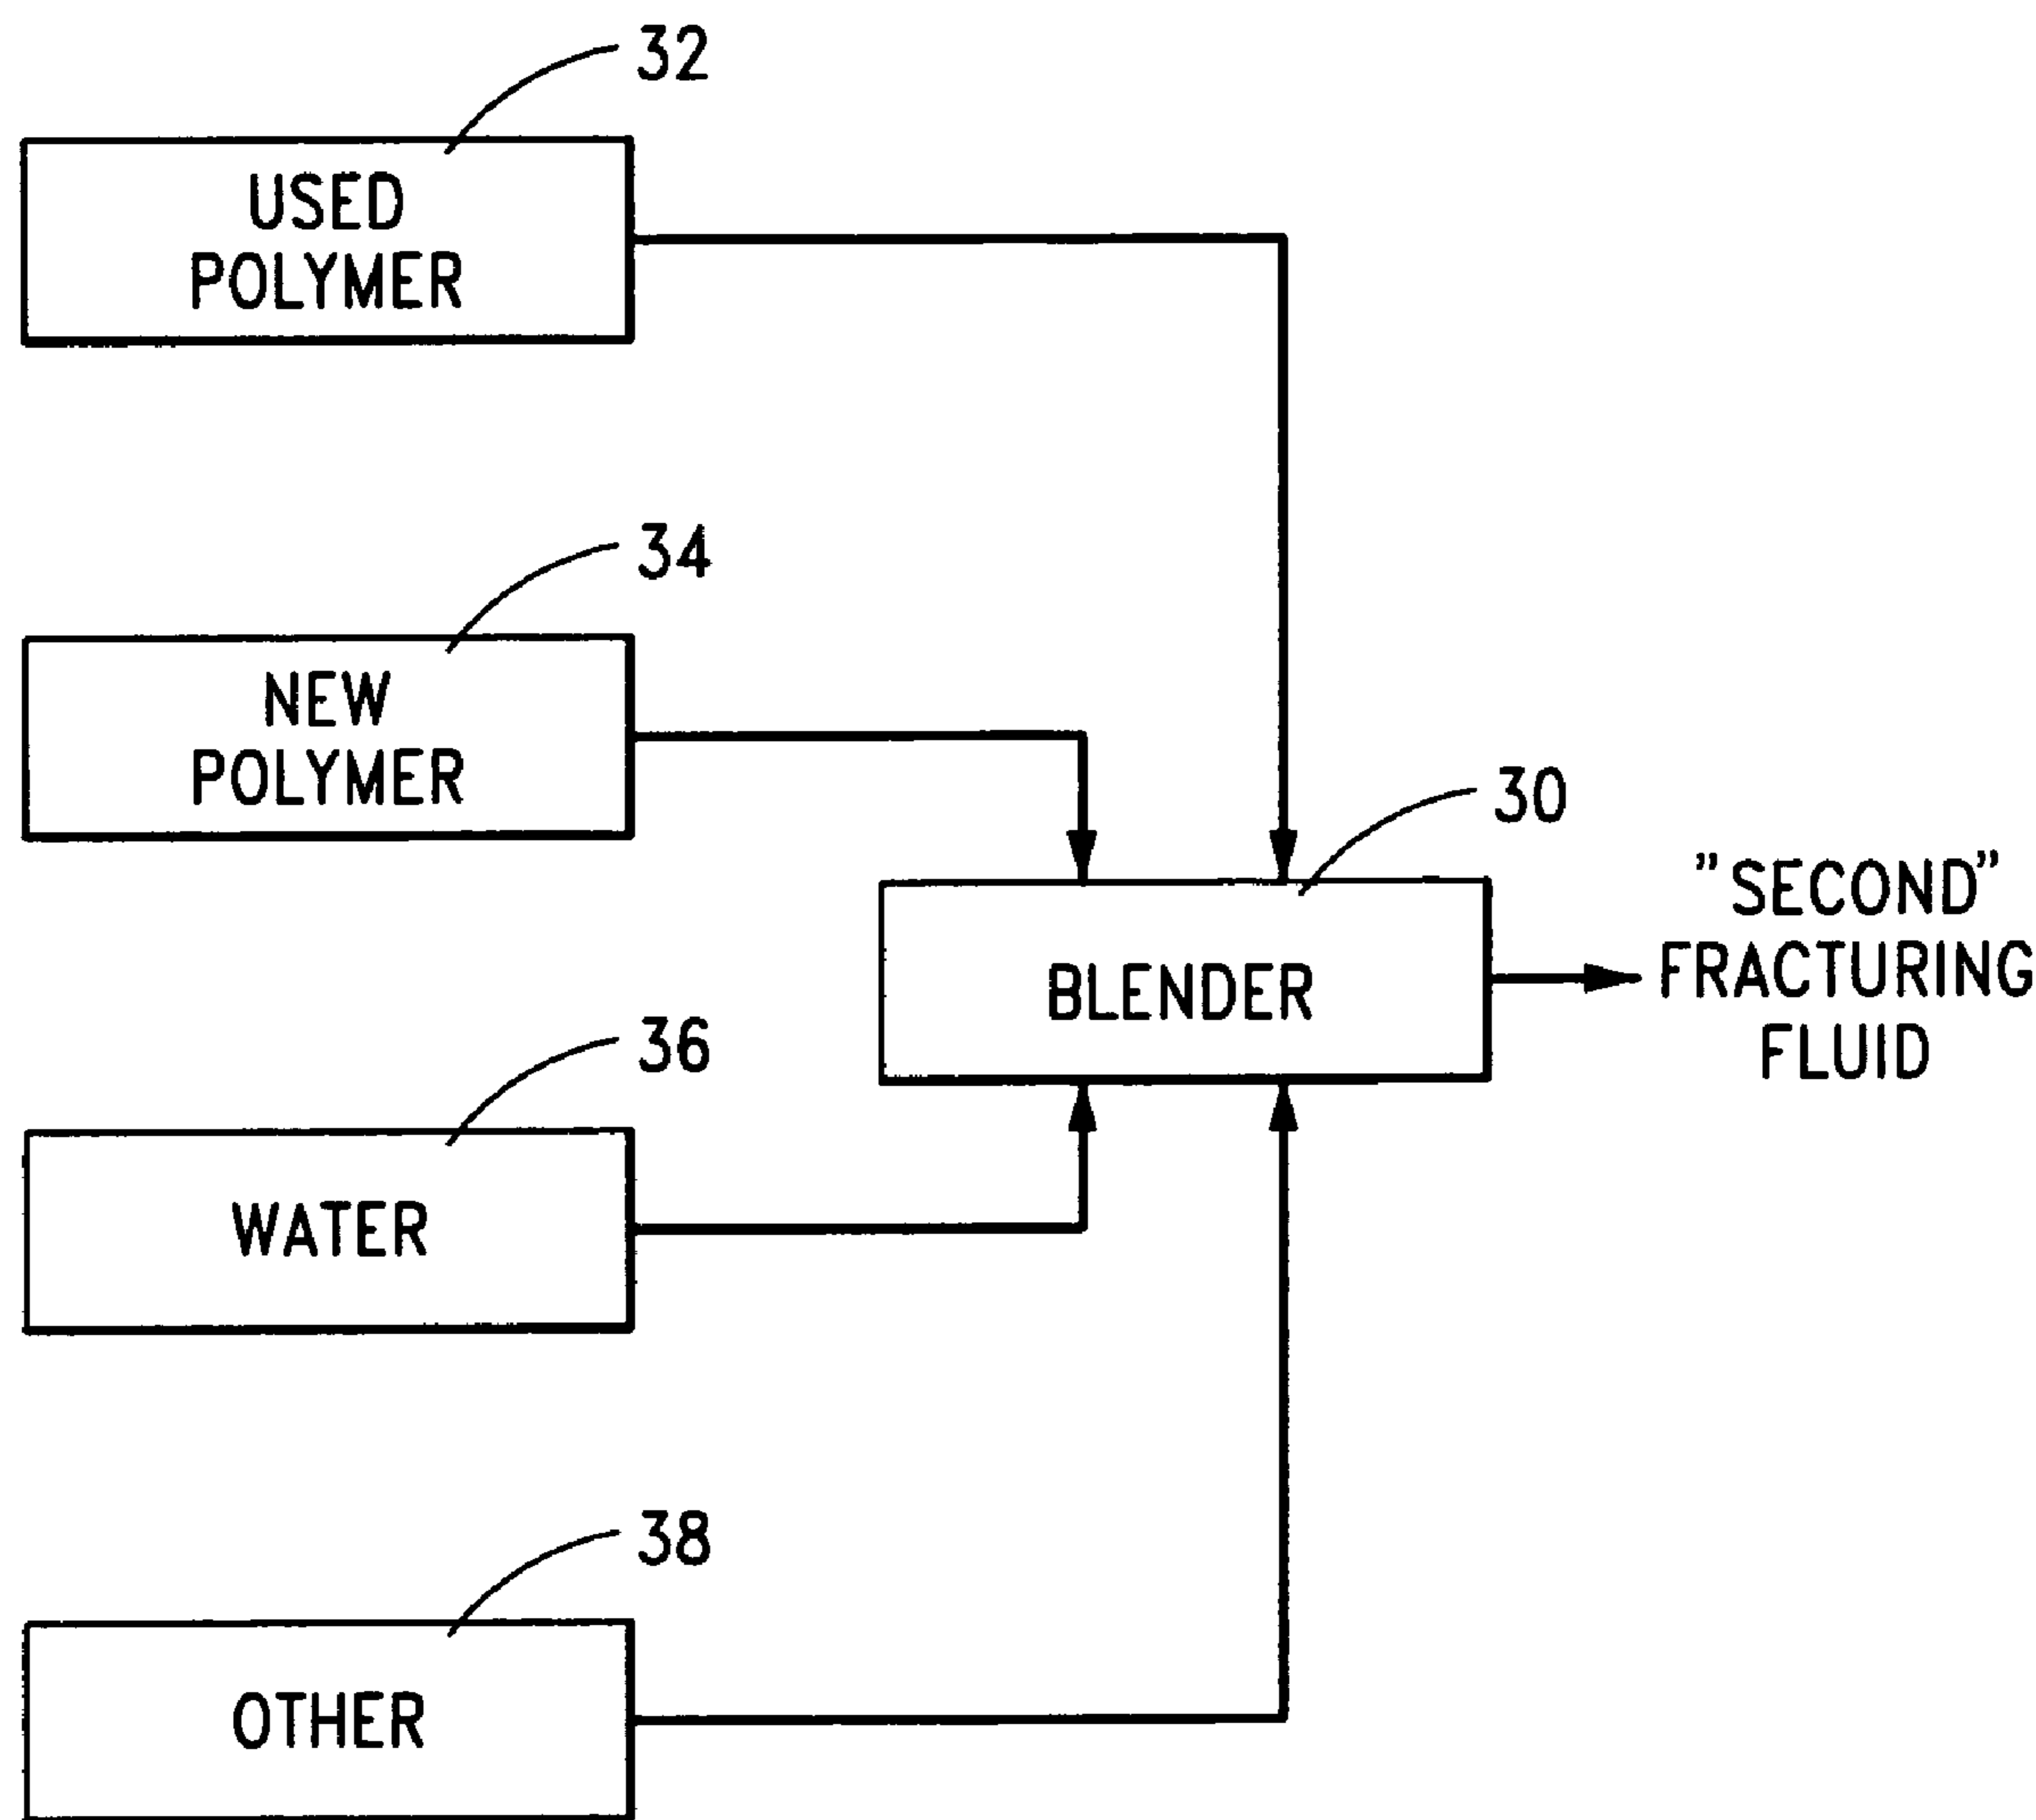 32
USED
POLYMER
34
NEW
POLYMER
30
"SECOND"
FRACTURING
FLUID
BLENDER
36
WATER
38
OTHER